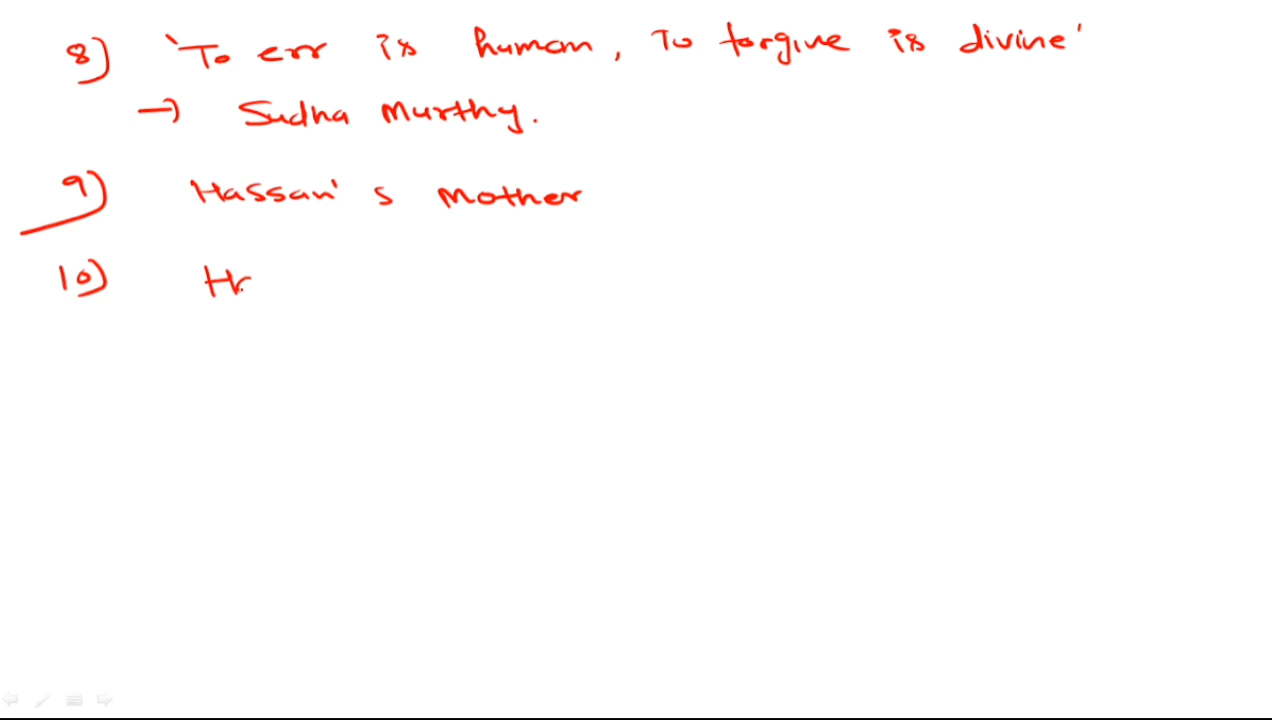 8) 'To err is human, To forgive is divine'
→ Sudha Murthy.
9) Hassan's Mother
10)